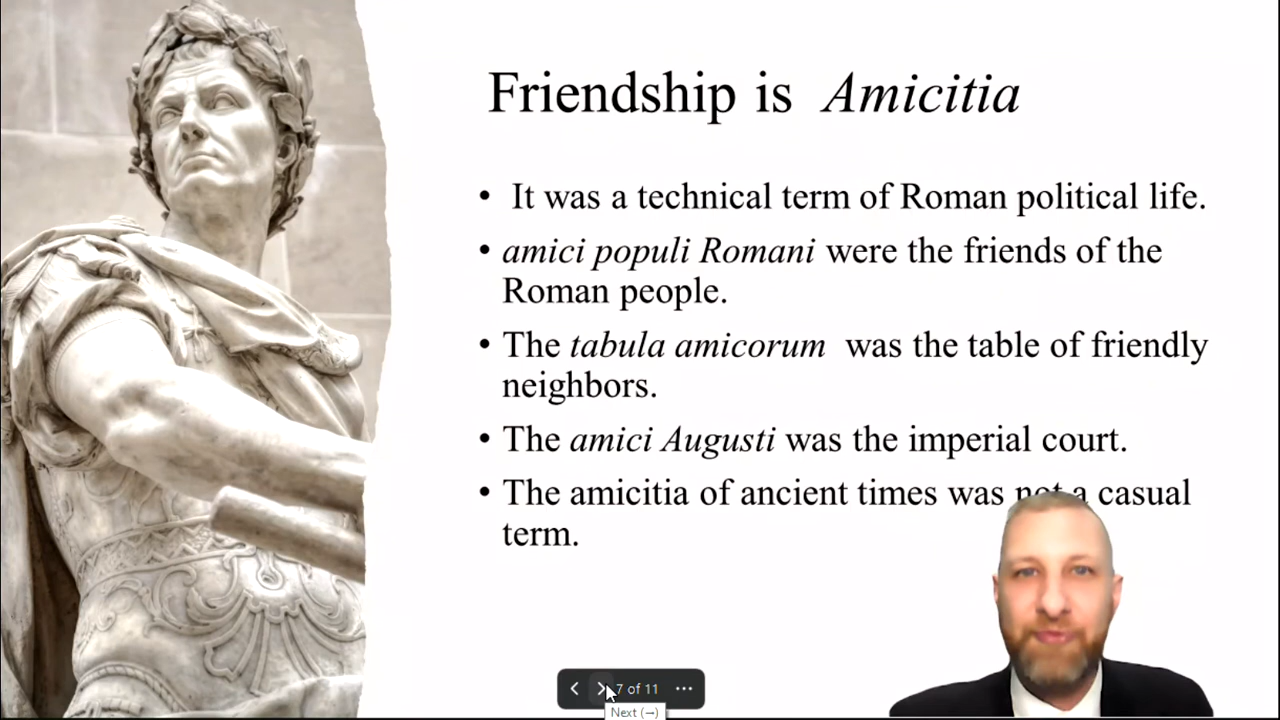 Friendship is Amicitia
• It was a technical term of Roman political life.
• amici populi Romani were the friends of the
Roman people.
• The tabula amicorum was the table of friendly
neighbors.
• The amici Augusti was the imperial court.
• The amicitia of ancient times was not a casual
term.
7 of 11
Next (→)